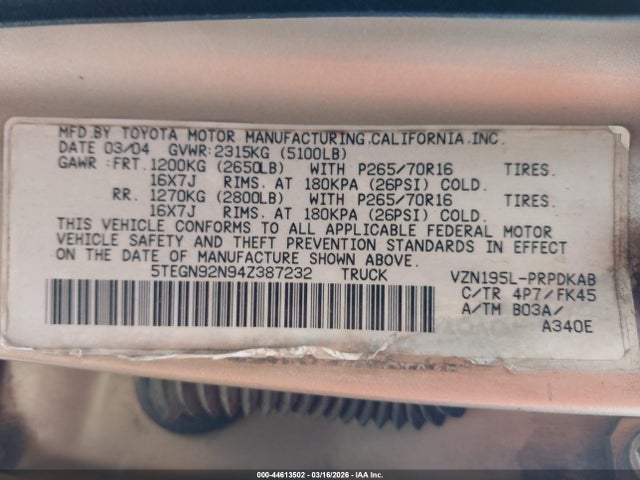 MFD.BY TOYOTA MOTOR MANUFACTURING,CALIFORNIA.INC.
DATE 03/04 GVWR:2315KG (5100LB)
GAWR :FRT.1200KG (2650LB) WITH P265/70R16 TIRES.
16X7J RIMS. AT 180KPA (26PSI) COLD.
RR. 1270KG (2800LB) WITH P265/70R16 TIRES.
16X7J RIMS. AT 180KPA (26PSI) COLD.
THIS VEHICLE CONFORMS TO ALL APPLICABLE FEDERAL MOTOR
VEHICLE SAFETY AND THEFT PREVENTION STANDARDS IN EFFECT
ON THE DATE OF MANUFACTURE SHOWN ABOVE.
5TEGN92N94Z387232 TRUCK VZN195L-PRPDKAB
C/TR 4P7/FK45
A/TM B03A/
A340E
000-44613502 - 03/16/2026 - IAA Inc.